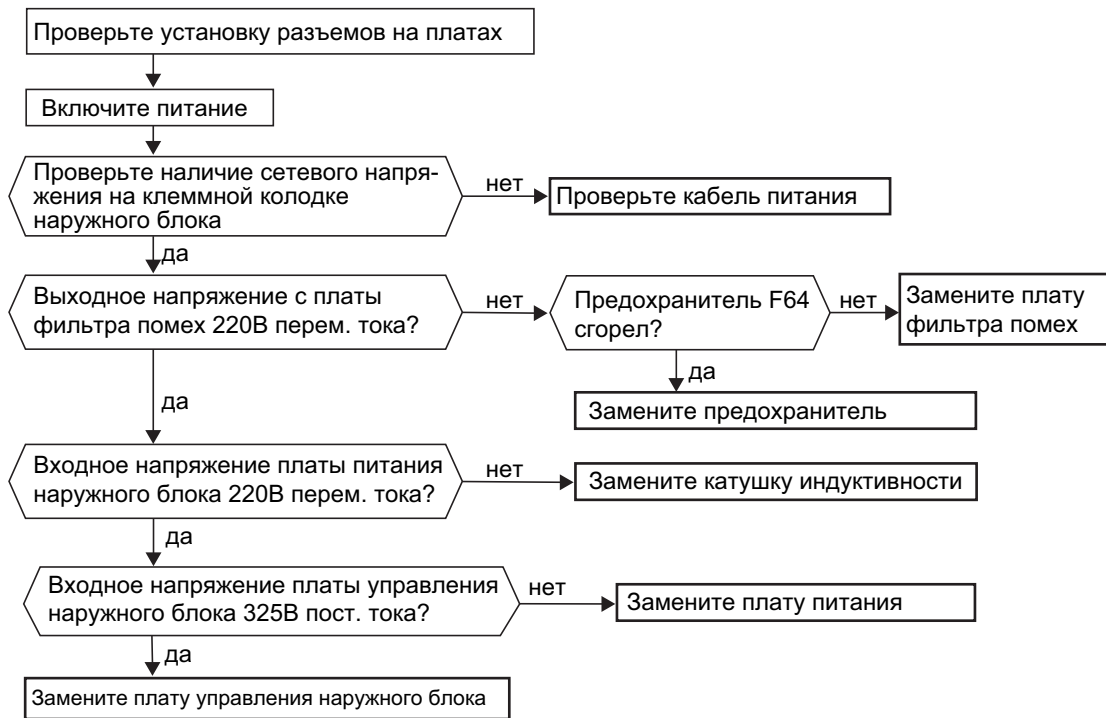 Проверьте установку разъемов на платах
Включите питание
Проверьте наличие сетевого напря-
жения на клеммной колодке
наружного блока
нет
Проверьте кабель питания
да
Выходное напряжение с платы
фильтра помех 220В перем. тока?
нет
Предохранитель F64
сгорел?
нет
Замените плату
фильтра помех
да
Замените предохранитель
да
Входное напряжение платы питания
наружного блока 220В перем. тока?
нет
Замените катушку индуктивности
да
Входное напряжение платы управления
наружного блока 325В пост. тока?
нет
Замените плату питания
да
Замените плату управления наружного блока